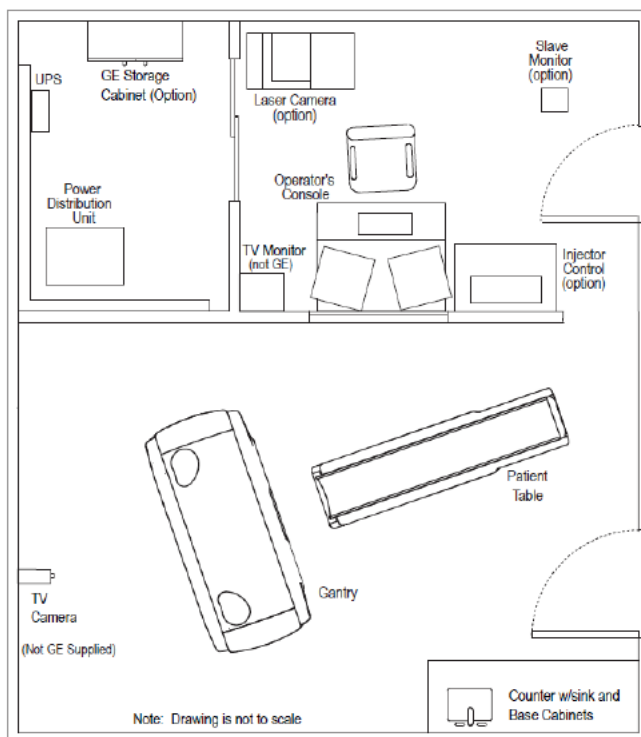 UPS
GE Storage
Cabinet (Option)
Laser Camera
(option)
Slave
Monitor
(option)
Power
Distribution
Unit
Operator's
Console
TV Monitor
(not GE)
Injector
Control
(option)
Patient
Table
Gantry
TV
Camera
(Not GE Supplied)
Note: Drawing is not to scale
Counter w/sink and
Base Cabinets